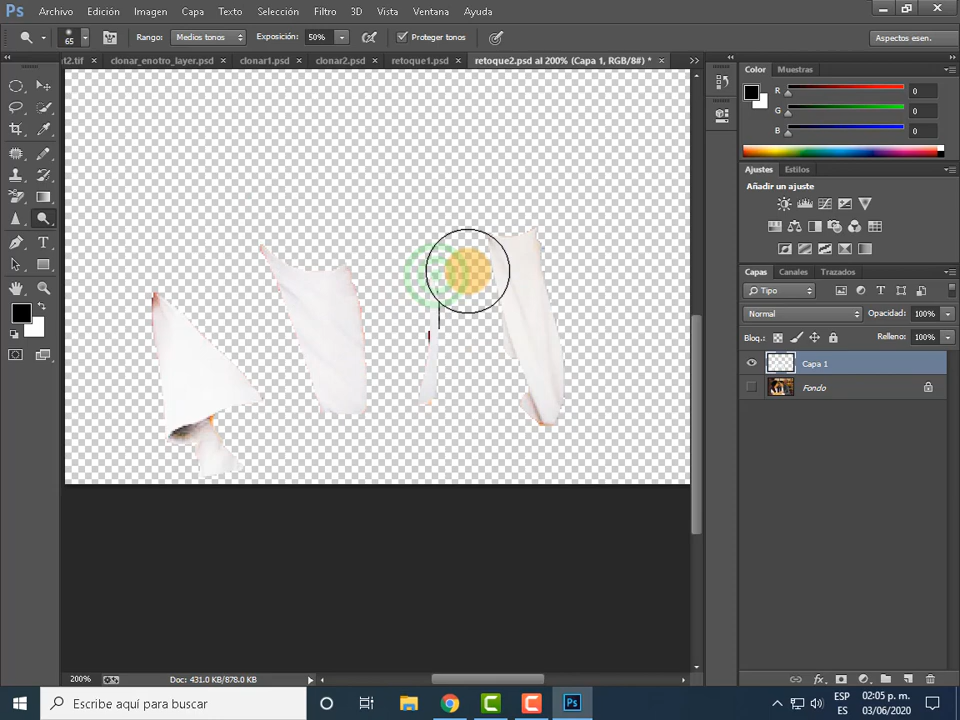 Ps Archivo Edición Imagen Capa Texto Selección Filtro 3D Vista Ventana Ayuda
65 Rango: Medios tonos Exposición: 50% Proteger tonos Aspectos esen.
t2.tif × clonar_enotro_layer.psd × clonar1.psd × clonar2.psd × retoque1.psd × retoque2.psd al 200% (Capa 1, RGB/8#) * ×
Color Muestras
R 0
G 0
B 0
Ajustes Estilos
Añadir un ajuste
Capas Canales Trazados
Tipo
Normal Opacidad: 100%
Bloq.: Relleno: 100%
Capa 1
Fondo
200% Doc: 431.0 KB/878.0 KB
Escribe aquí para buscar
Ps
ESP 02:05 p. m.
ES 03/06/2020